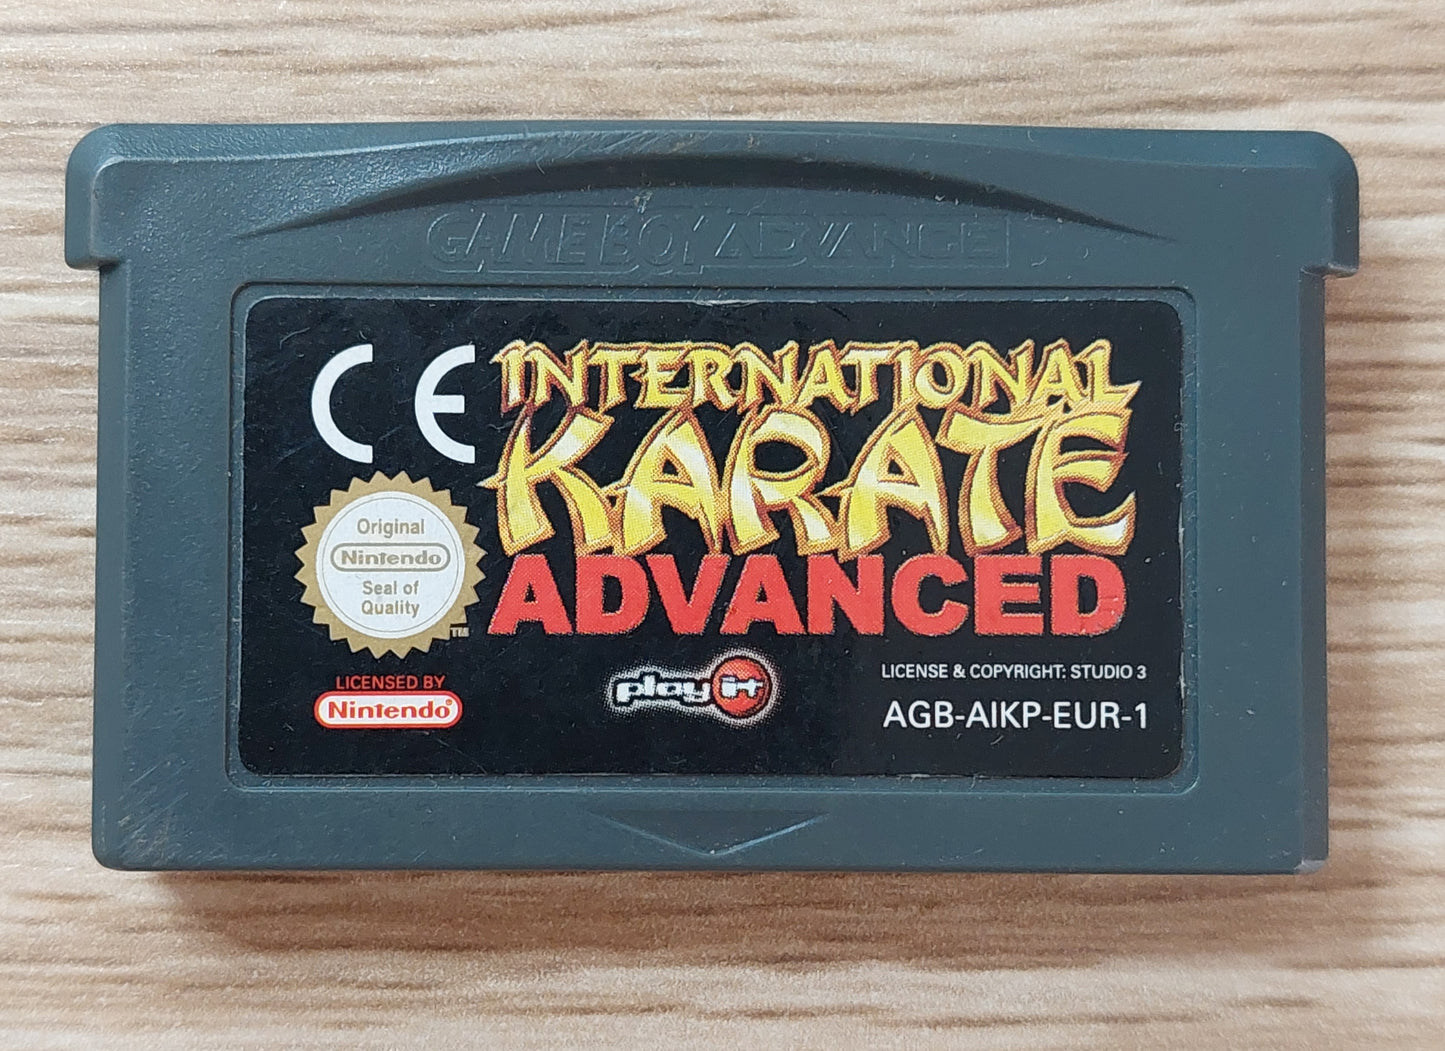 GAME BOY ADVANCE
CE
INTERNATIONAL
KARATE
ADVANCED
Original
Nintendo
Seal of
Quality
TM
LICENSED BY
Nintendo®
play it
LICENSE & COPYRIGHT: STUDIO 3
AGB-AIKP-EUR-1